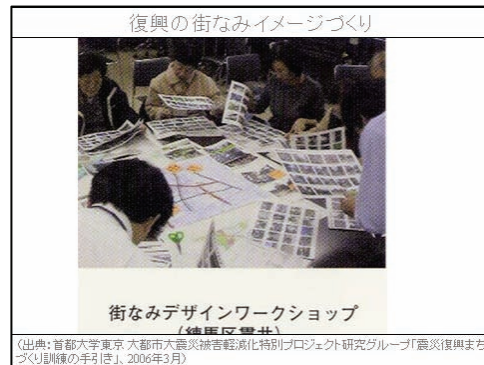 復興の街なみイメージづくり
街なみデザインワークショップ
(練馬区貫井)
(出典:首都大学東京 大都市大震災被害軽減化特別プロジェクト研究グループ「震災復興まち
づくり訓練の手引き」、2006年3月)